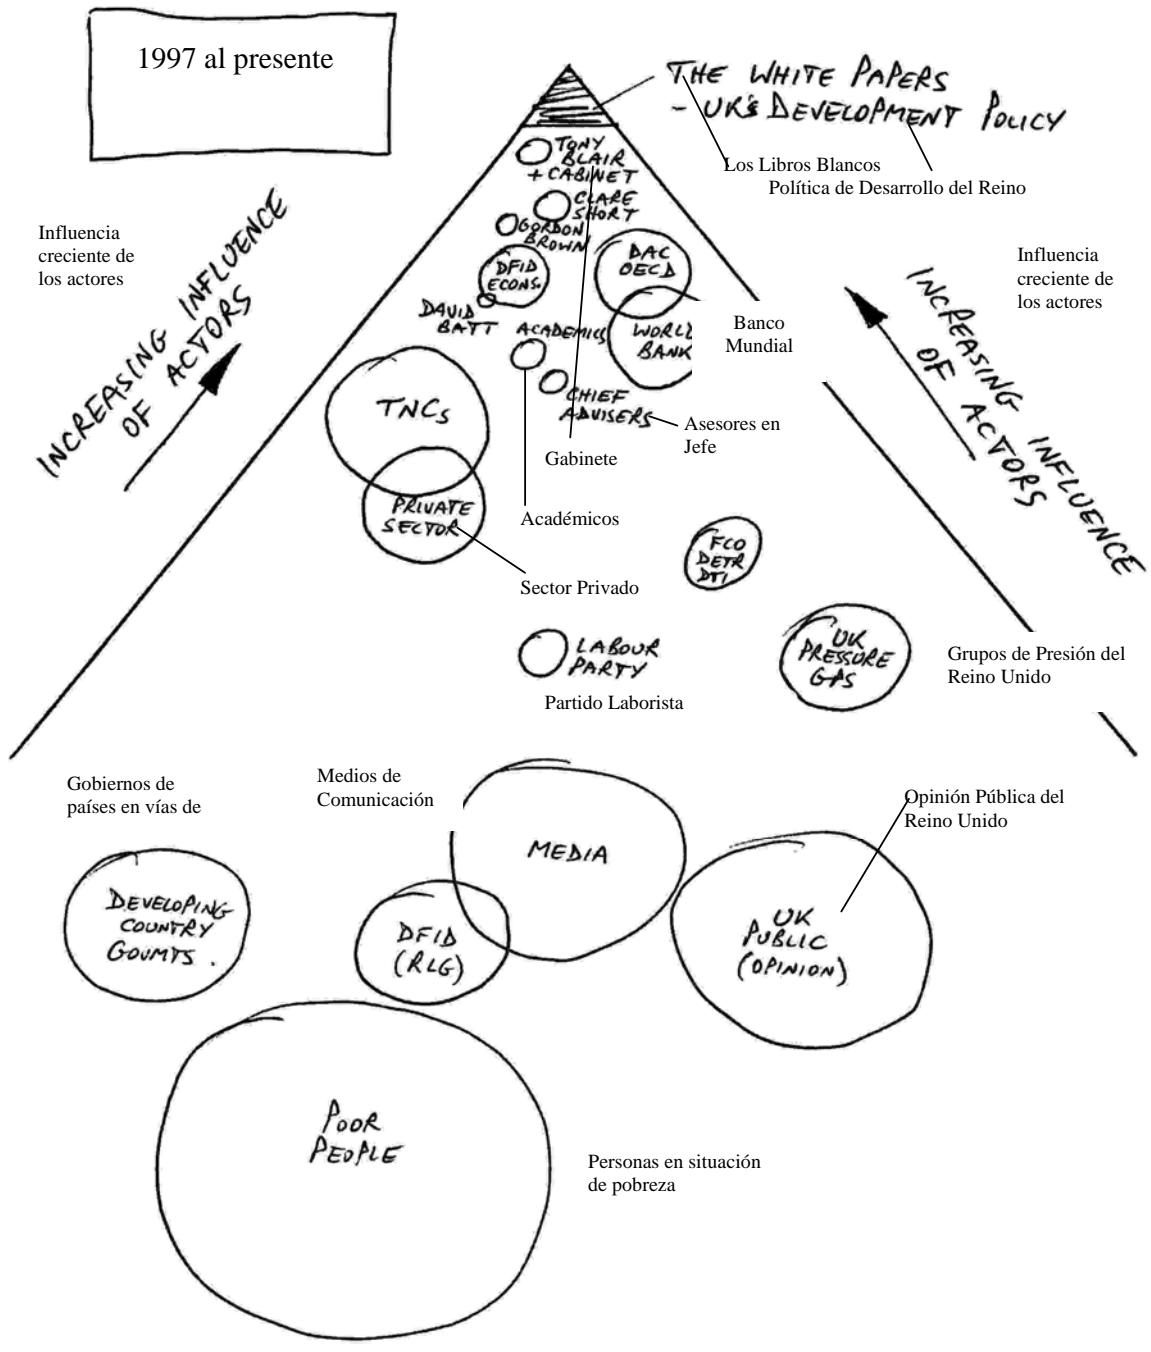 1997 al presente
THE WHITE PAPERS
- UK'S DEVELOPMENT POLICY
Los Libros Blancos
Política de Desarrollo del Reino
TONY
BLAIR
+ CABINET
CLARE
SHORT
GORDON
BROWN
Influencia
creciente de
los actores
INCREASING INFLUENCE
OF ACTORS
DFID
ECONS.
DAC
OECD
Influencia
creciente de
los actores
INCREASING INFLUENCE
OF ACTORS
DAVID
BATT
ACADEMICS
WORLD
BANK
Banco
Mundial
TNCs
CHIEF
ADVISERS
Asesores en
Jefe
Gabinete
PRIVATE
SECTOR
Académicos
FCO
DETR
DTI
Sector Privado
LABOUR
PARTY
Partido Laborista
UK
PRESSURE
GPS
Grupos de Presión del
Reino Unido
Gobiernos de
países en vías de
Medios de
Comunicación
Opinión Pública del
Reino Unido
MEDIA
DEVELOPING
COUNTRY
GOVMTS.
DFID
(RLG)
UK
PUBLIC
(OPINION)
POOR
PEOPLE
Personas en situación
de pobreza